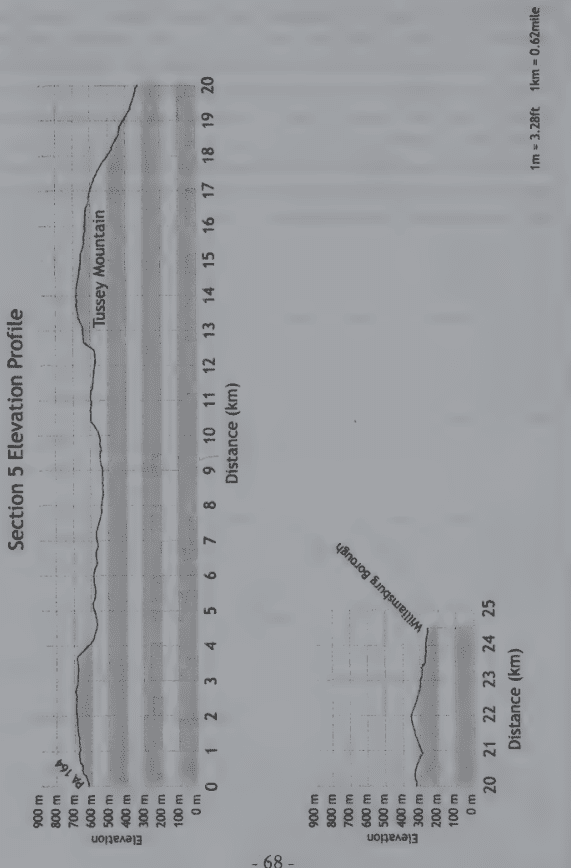 Section 5 Elevation Profile
Elevation
900 m
800 m
700 m
600 m
500 m
400 m
300 m
200 m
100 m
0 m
PA 164
Tussey Mountain
0 1 2 3 4 5 6 7 8 9 10 11 12 13 14 15 16 17 18 19 20
Distance (km)
Elevation
900 m
800 m
700 m
600 m
500 m
400 m
300 m
200 m
100 m
0 m
Williamsburg Borough
20 21 22 23 24 25
Distance (km)
1m = 3.28ft 1km = 0.62mile
- 68 -